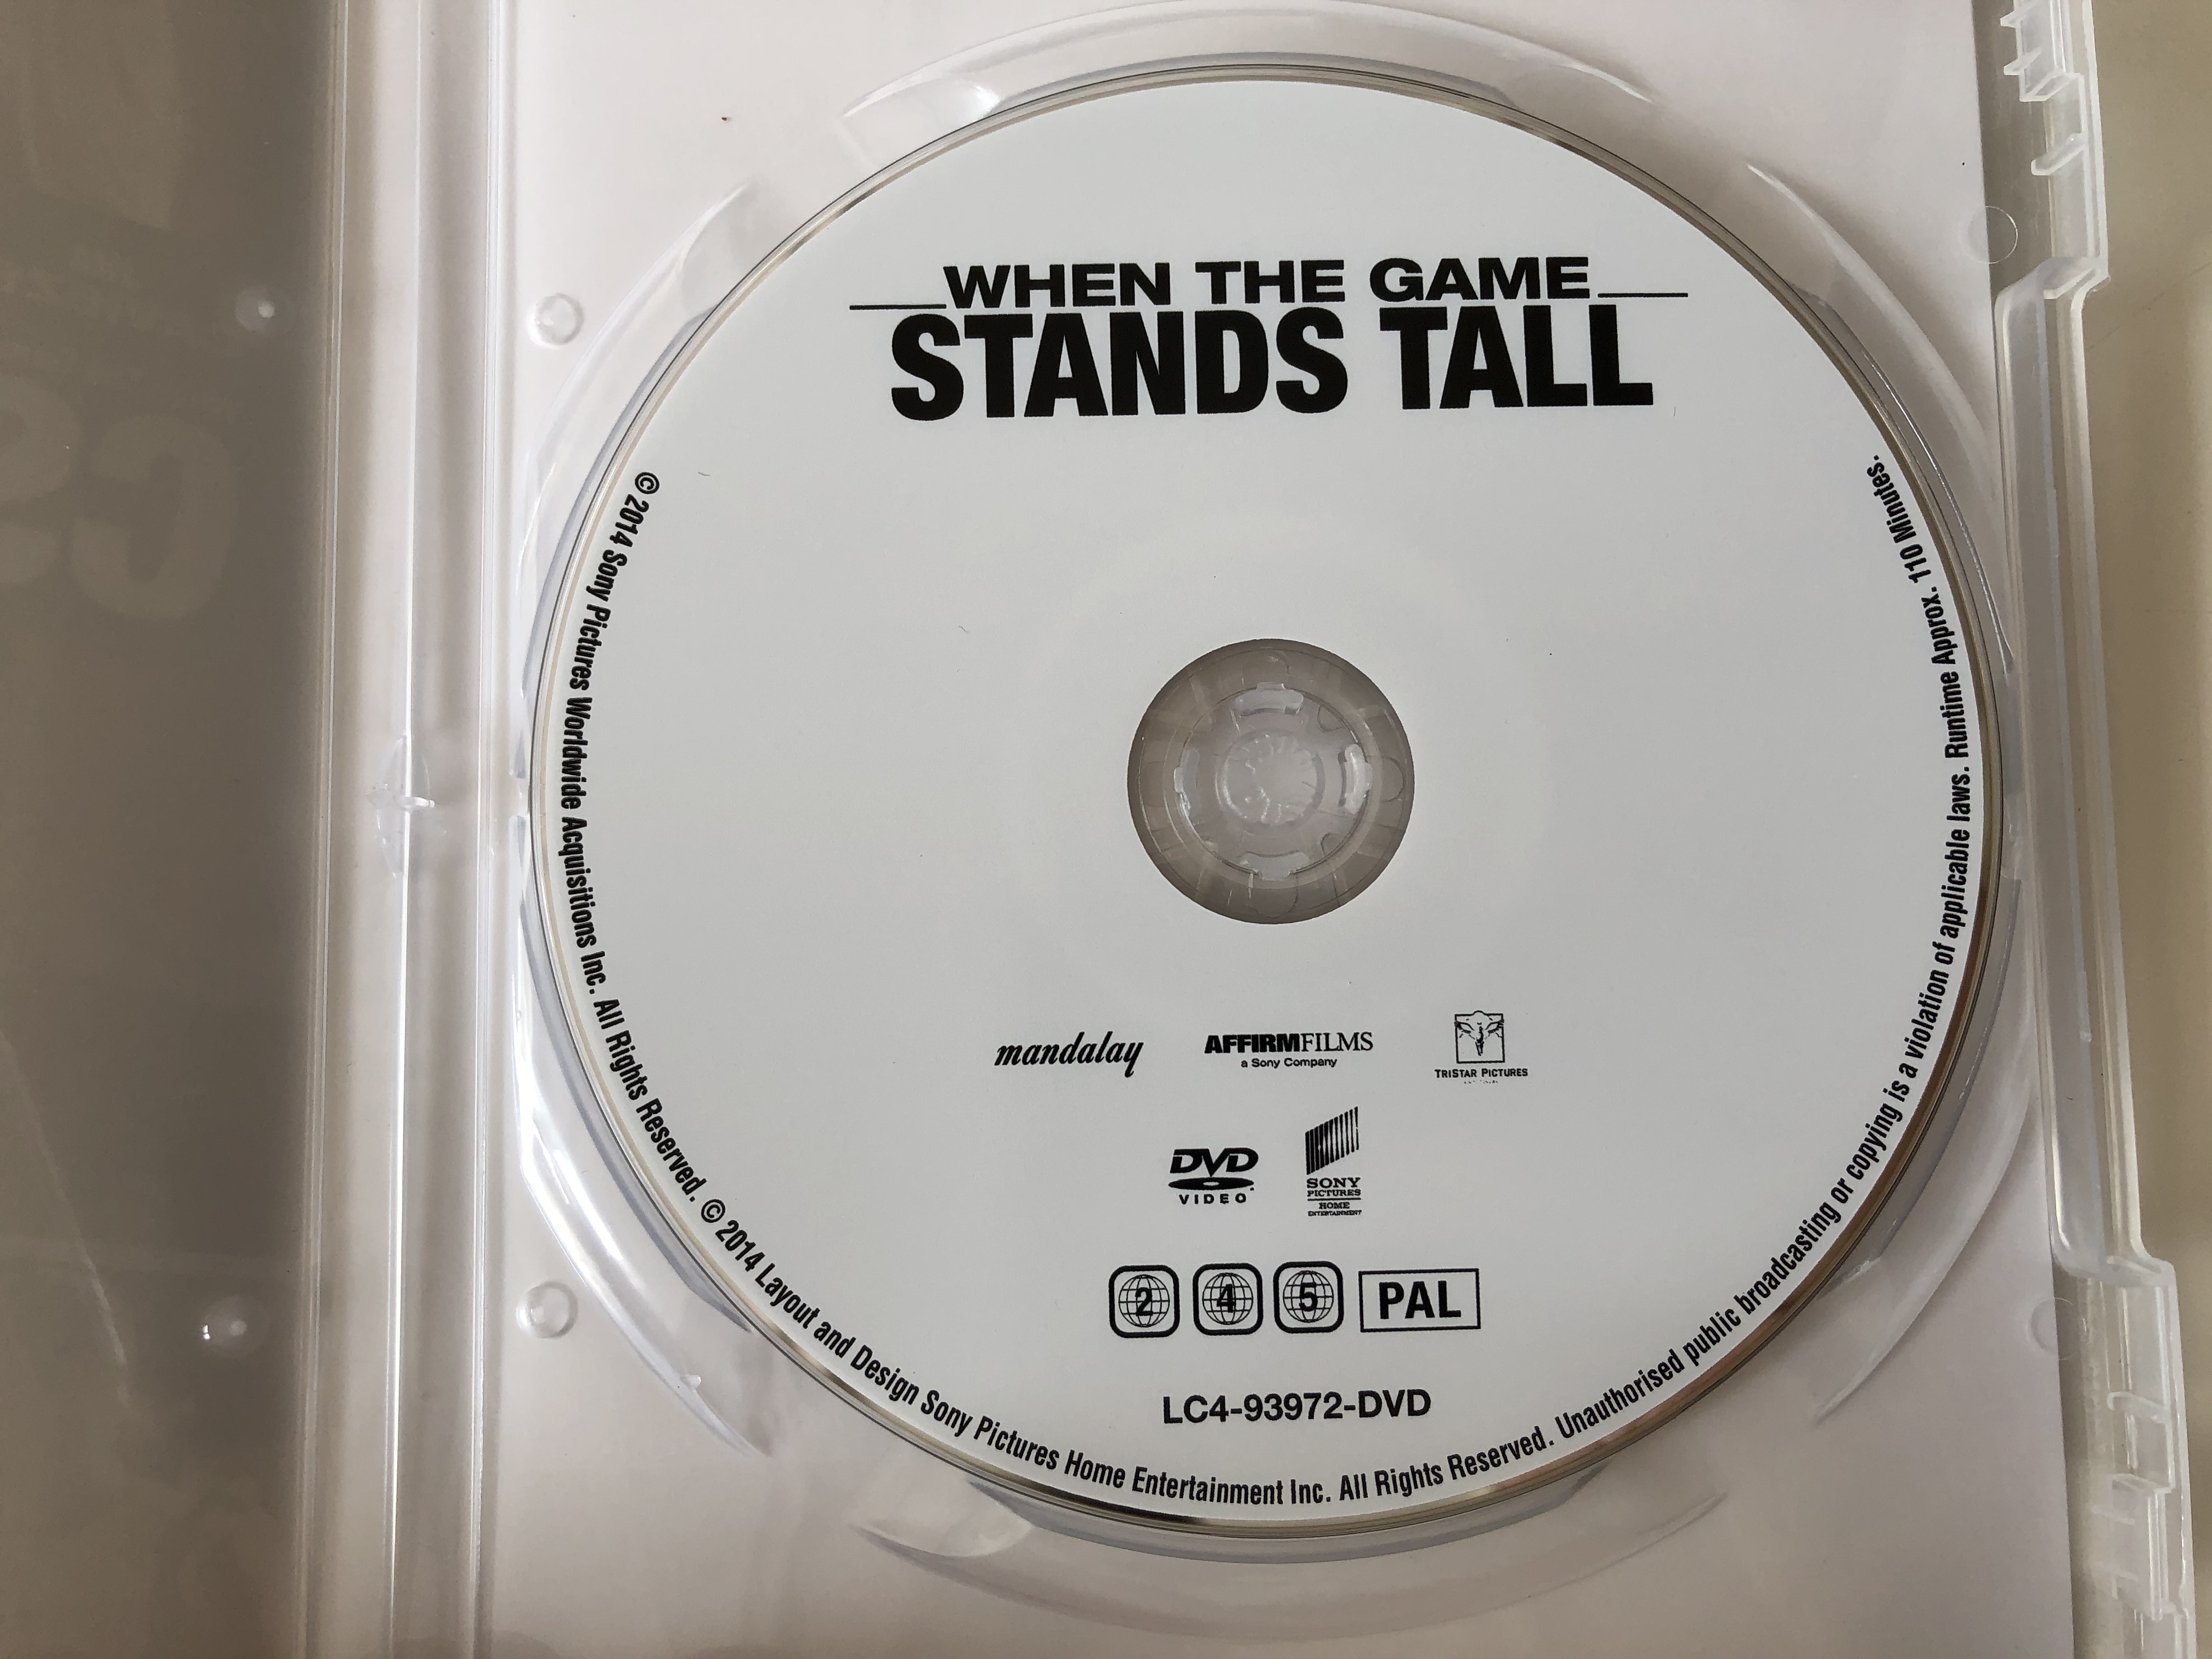 WHEN THE GAME
STANDS TALL
© 2014 Sony Pictures Worldwide Acquisitions Inc. All Rights Reserved. © 2014 Layout and Design Sony Pictures Home Entertainment Inc. All Rights Reserved. Unauthorised public broadcasting or copying is a violation of applicable laws. Runtime Approx. 110 Minutes.
mandalay
AFFIRMFILMS
a Sony Company
TRISTAR PICTURES
DVD
VIDEO
SONY
PICTURES
HOME
ENTERTAINMENT
2 4 5 PAL
LC4-93972-DVD